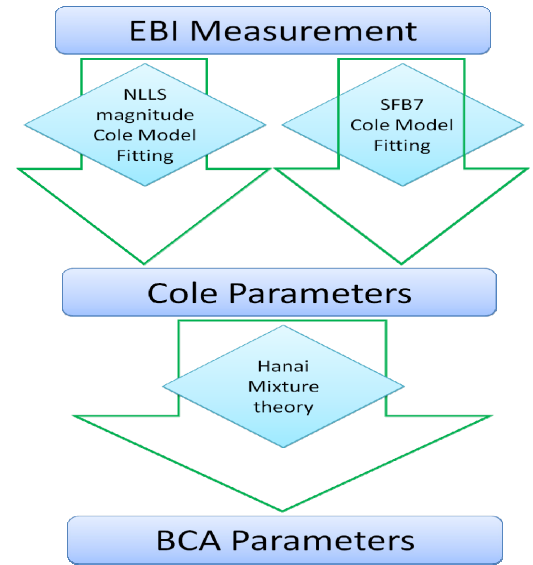 EBI Measurement
NLLS
magnitude
Cole Model
Fitting
SFB7
Cole Model
Fitting
Cole Parameters
Hanai
Mixture
theory
BCA Parameters